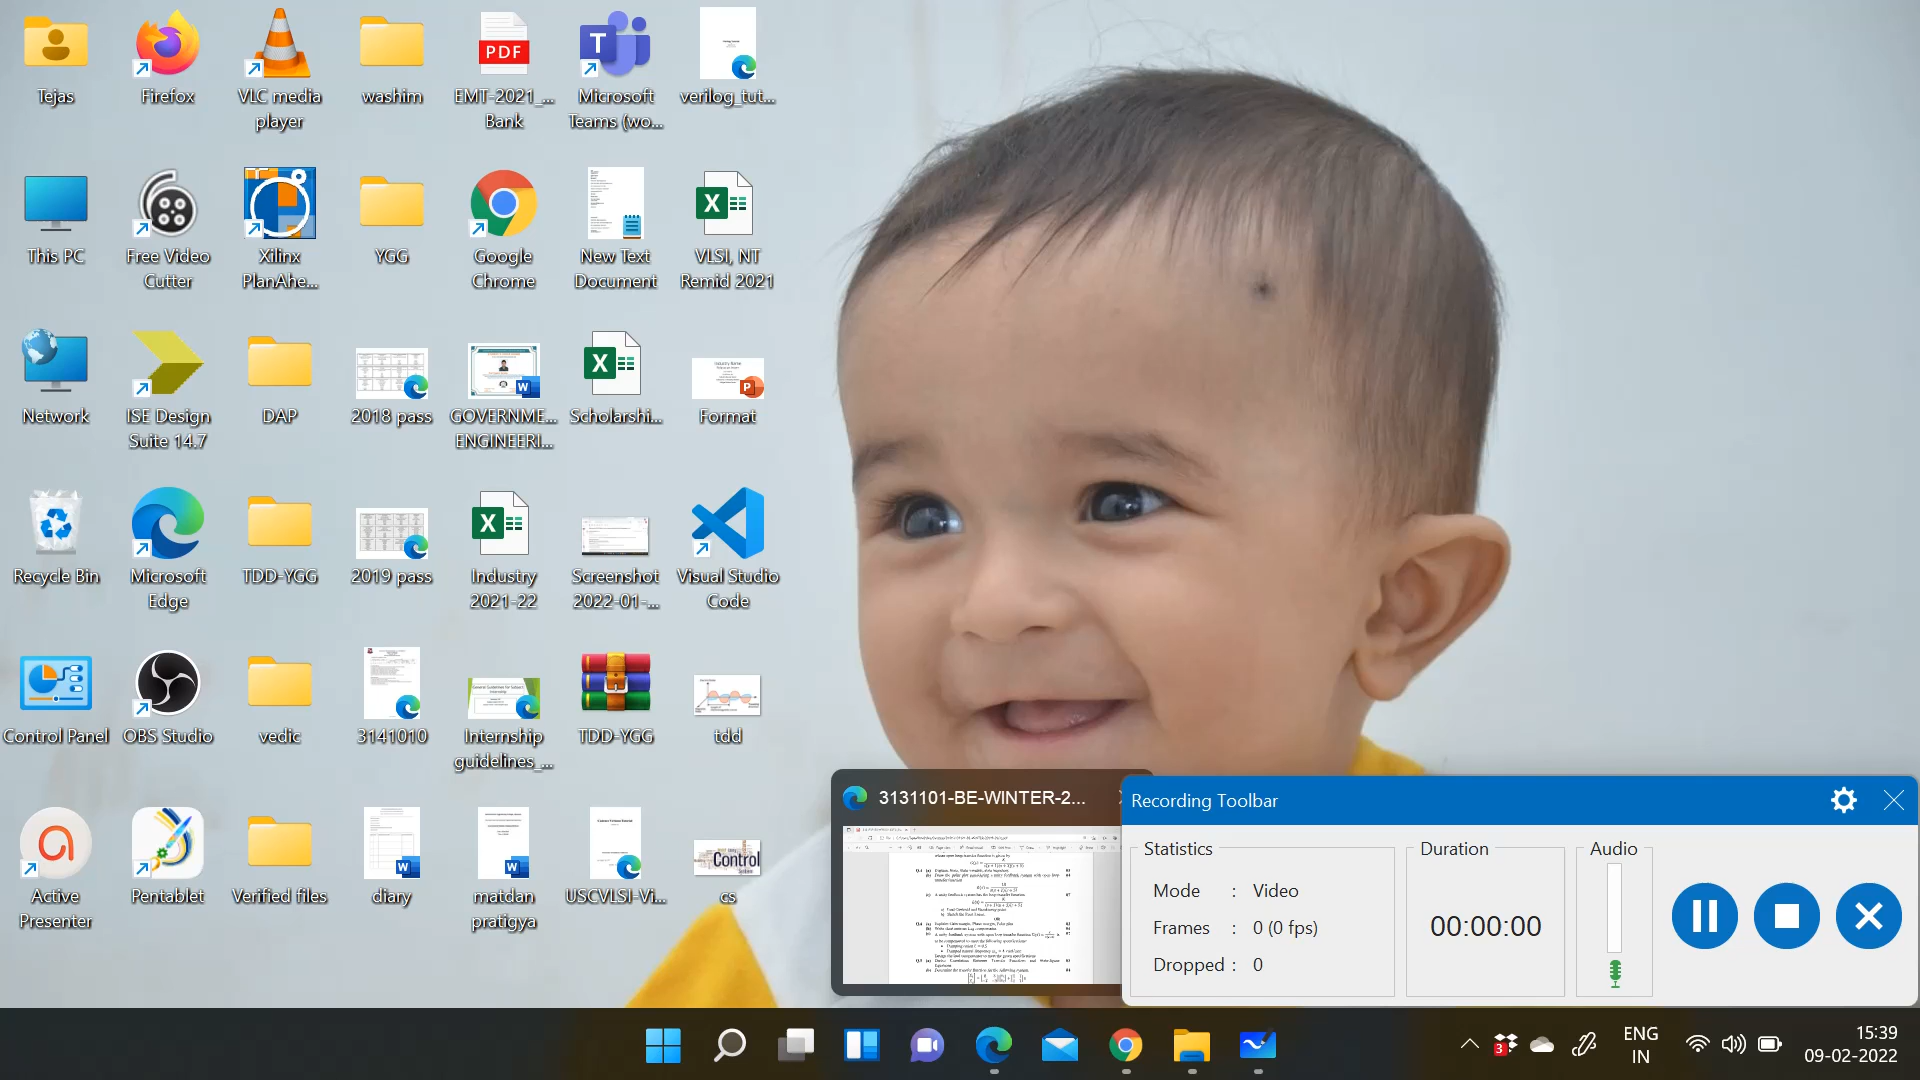 Tejas
Firefox
VLC media
player
washim
PDF
EMT-2021_...
Bank
T
Microsoft
Teams (wo...
verilog_tut...
This PC
Free Video
Cutter
Xilinx
PlanAhe...
YGG
Google
Chrome
New Text
Document
X
VLSI, NT
Remid 2021
Network
ISE Design
Suite 14.7
DAP
2018 pass
W
GOVERNME...
ENGINEERI...
X
Scholarshi...
P
Format
Recycle Bin
Microsoft
Edge
TDD-YGG
2019 pass
X
Industry
2021-22
Screenshot
2022-01-...
Visual Studio
Code
Control Panel
OBS Studio
vedic
3141010
Internship
guidelines_...
TDD-YGG
tdd
Active
Presenter
Pentablet
Verified files
W
diary
W
matdan
pratigya
USCVLSI-Vi...
Control
cs
3131101-BE-WINTER-2...
Recording Toolbar
Statistics
Mode : Video
Frames : 0 (0 fps)
Dropped : 0
Duration
00:00:00
Audio
3
ENG
IN
15:39
09-02-2022